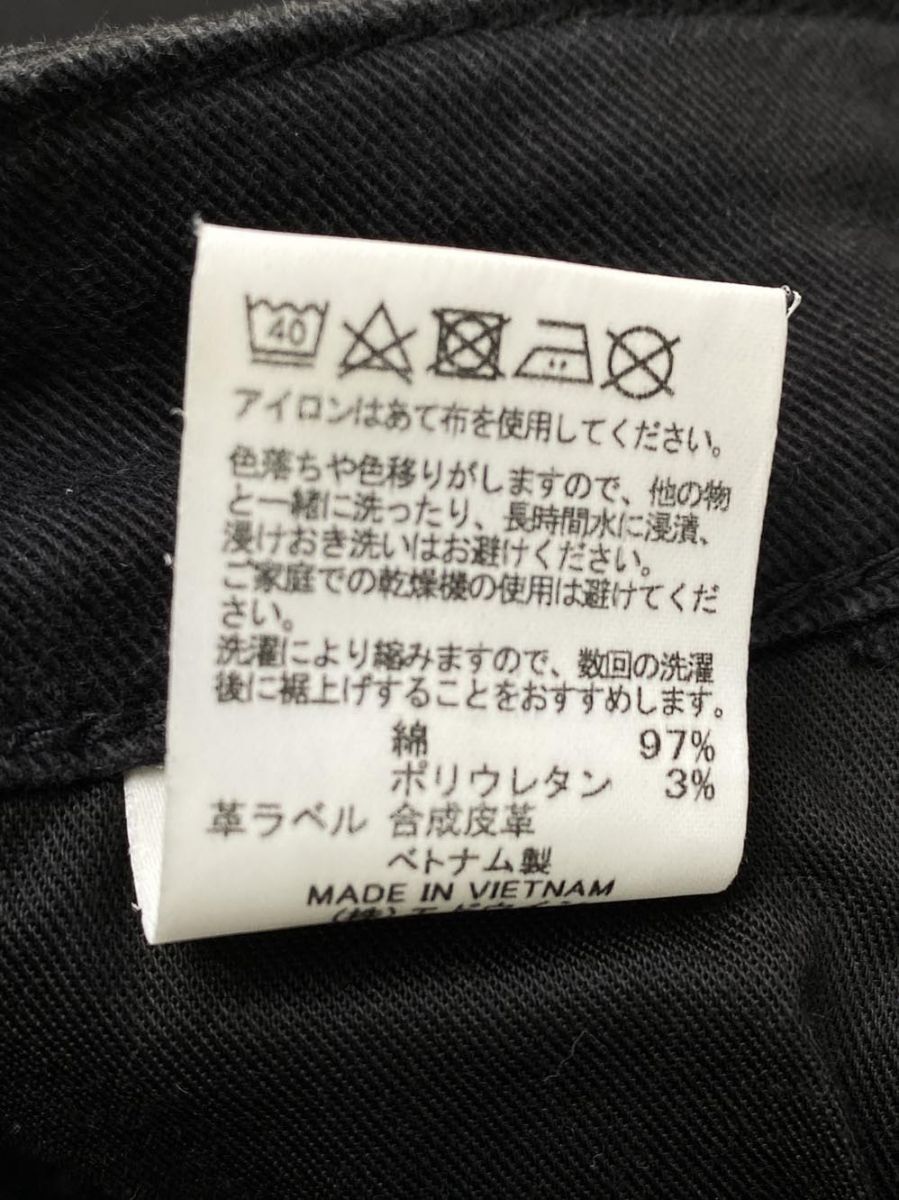 40
アイロンはあて布を使用してください。
色落ちや色移りがしますので、他の物
と一緒に洗ったり、長時間水に浸漬、
浸けおき洗いはお避けください。
ご家庭での乾燥機の使用は避けてくだ
さい。
洗濯により縮みますので、数回の洗濯
後に裾上げすることをおすすめします。
綿 97%
ポリウレタン 3%
革ラベル 合成皮革
ベトナム製
MADE IN VIETNAM